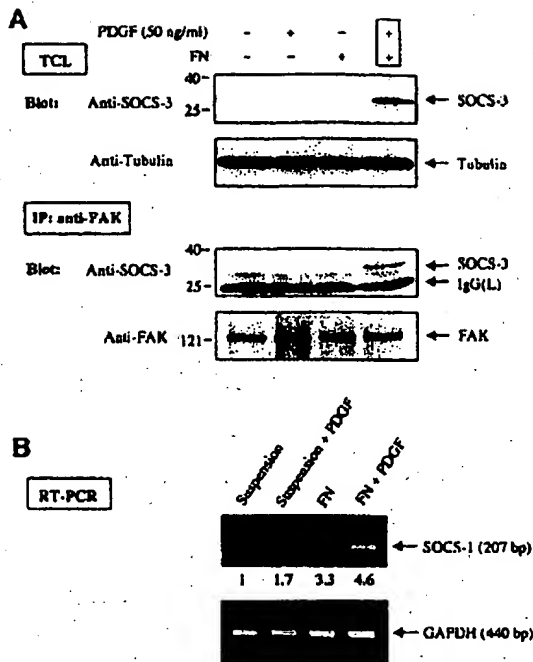 A
PDGF (50 ng/ml) - + - +
FN - - + +
TCL
40-
Blot: Anti-SOCS-3 25- ← SOCS-3
Anti-Tubulin ← Tubulin
IP: anti-FAK
40-
Blot: Anti-SOCS-3 ← SOCS-3
25- ← IgG(L)
Anti-FAK 121- ← FAK
B
Suspension
Suspension + PDGF
FN
FN + PDGF
RT-PCR
← SOCS-1 (207 bp)
1 1.7 3.3 4.6
← GAPDH (440 bp)